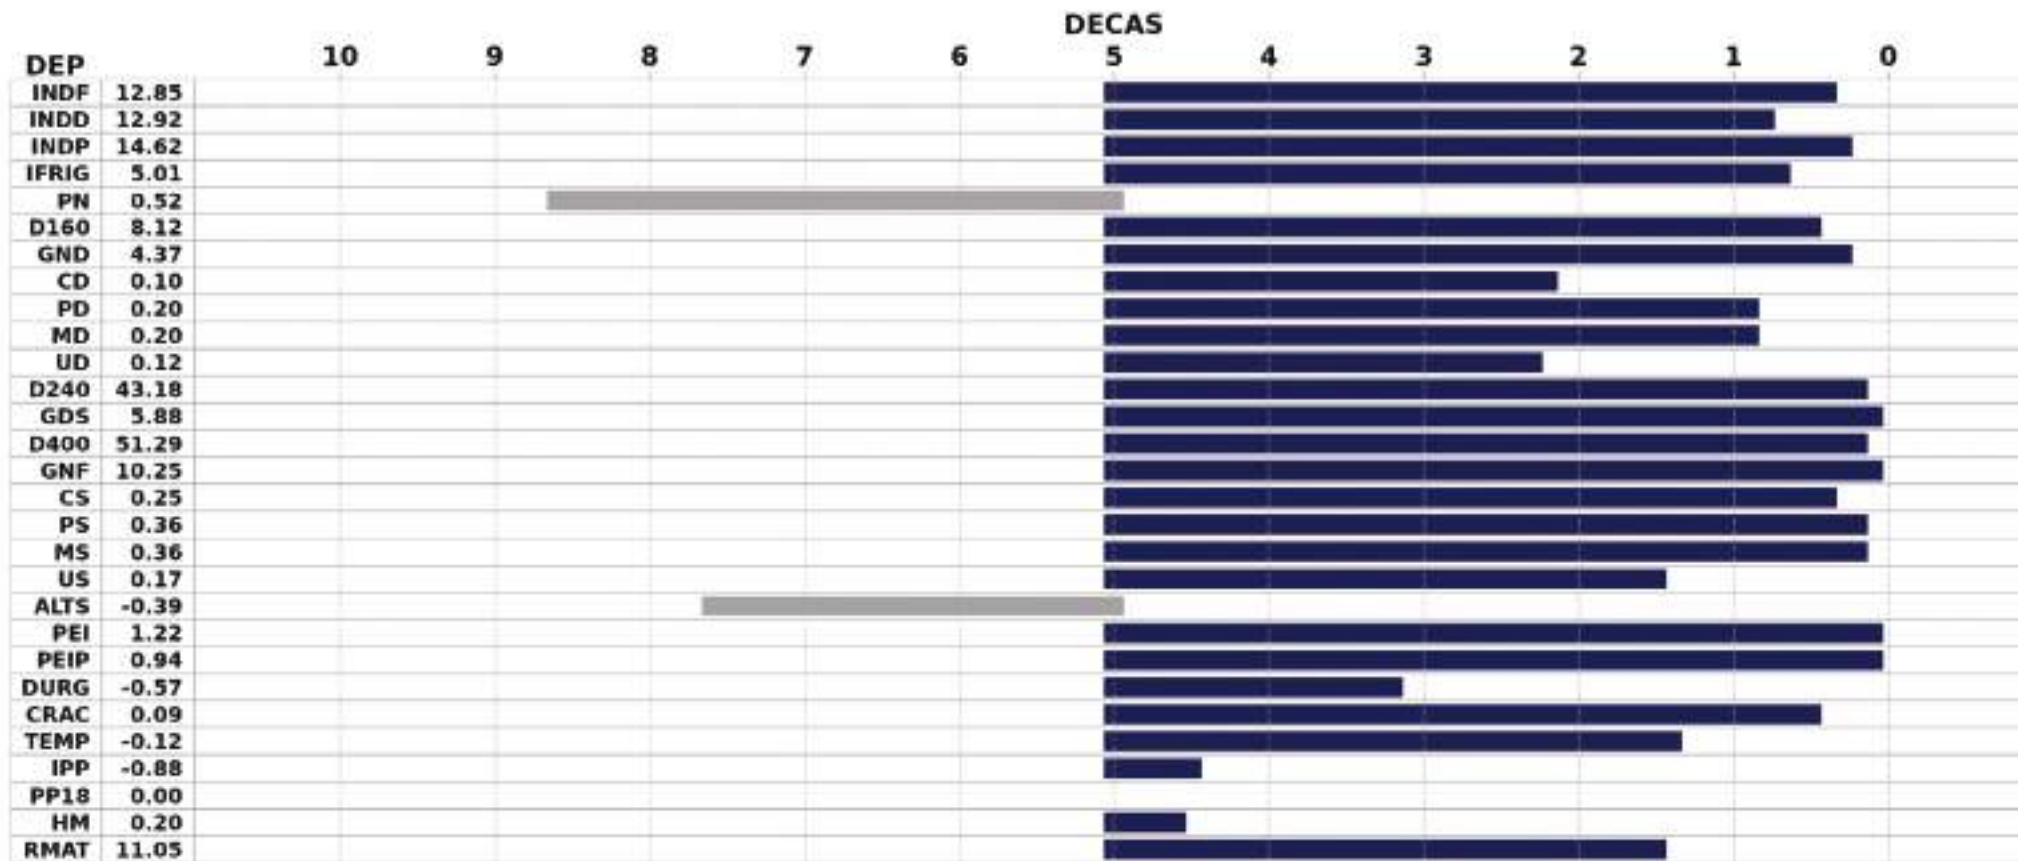 DECAS
DEP 10 9 8 7 6 5 4 3 2 1 0
INDF 12.85
INDD 12.92
INDP 14.62
IFRIG 5.01
PN 0.52
D160 8.12
GND 4.37
CD 0.10
PD 0.20
MD 0.20
UD 0.12
D240 43.18
GDS 5.88
D400 51.29
GNF 10.25
CS 0.25
PS 0.36
MS 0.36
US 0.17
ALTS -0.39
PEI 1.22
PEIP 0.94
DURG -0.57
CRAC 0.09
TEMP -0.12
IPP -0.88
PP18 0.00
HM 0.20
RMAT 11.05